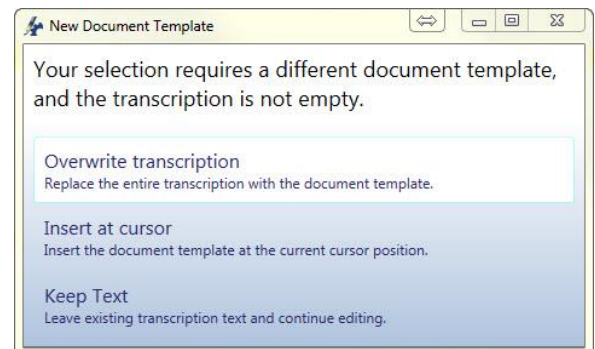 New Document Template
Your selection requires a different document template,
and the transcription is not empty.
Overwrite transcription
Replace the entire transcription with the document template.
Insert at cursor
Insert the document template at the current cursor position.
Keep Text
Leave existing transcription text and continue editing.